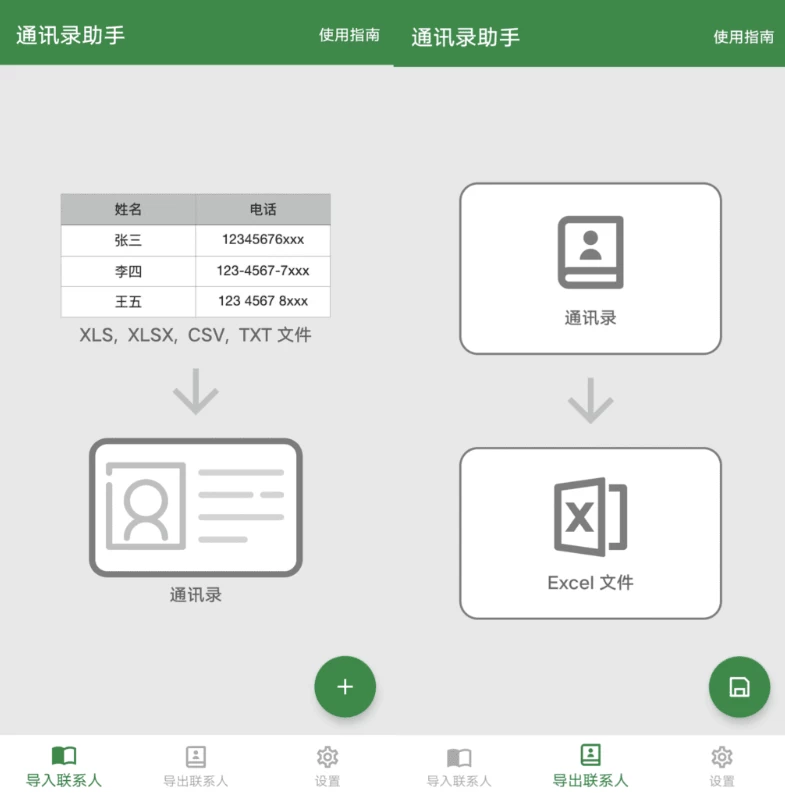 通讯录助手
使用指南
姓名 电话
张三 12345676xxx
李四 123-4567-7xxx
王五 123 4567 8xxx
XLS, XLSX, CSV, TXT 文件
通讯录
导入联系人 导出联系人 设置
通讯录助手
使用指南
通讯录
X
Excel 文件
导入联系人 导出联系人 设置